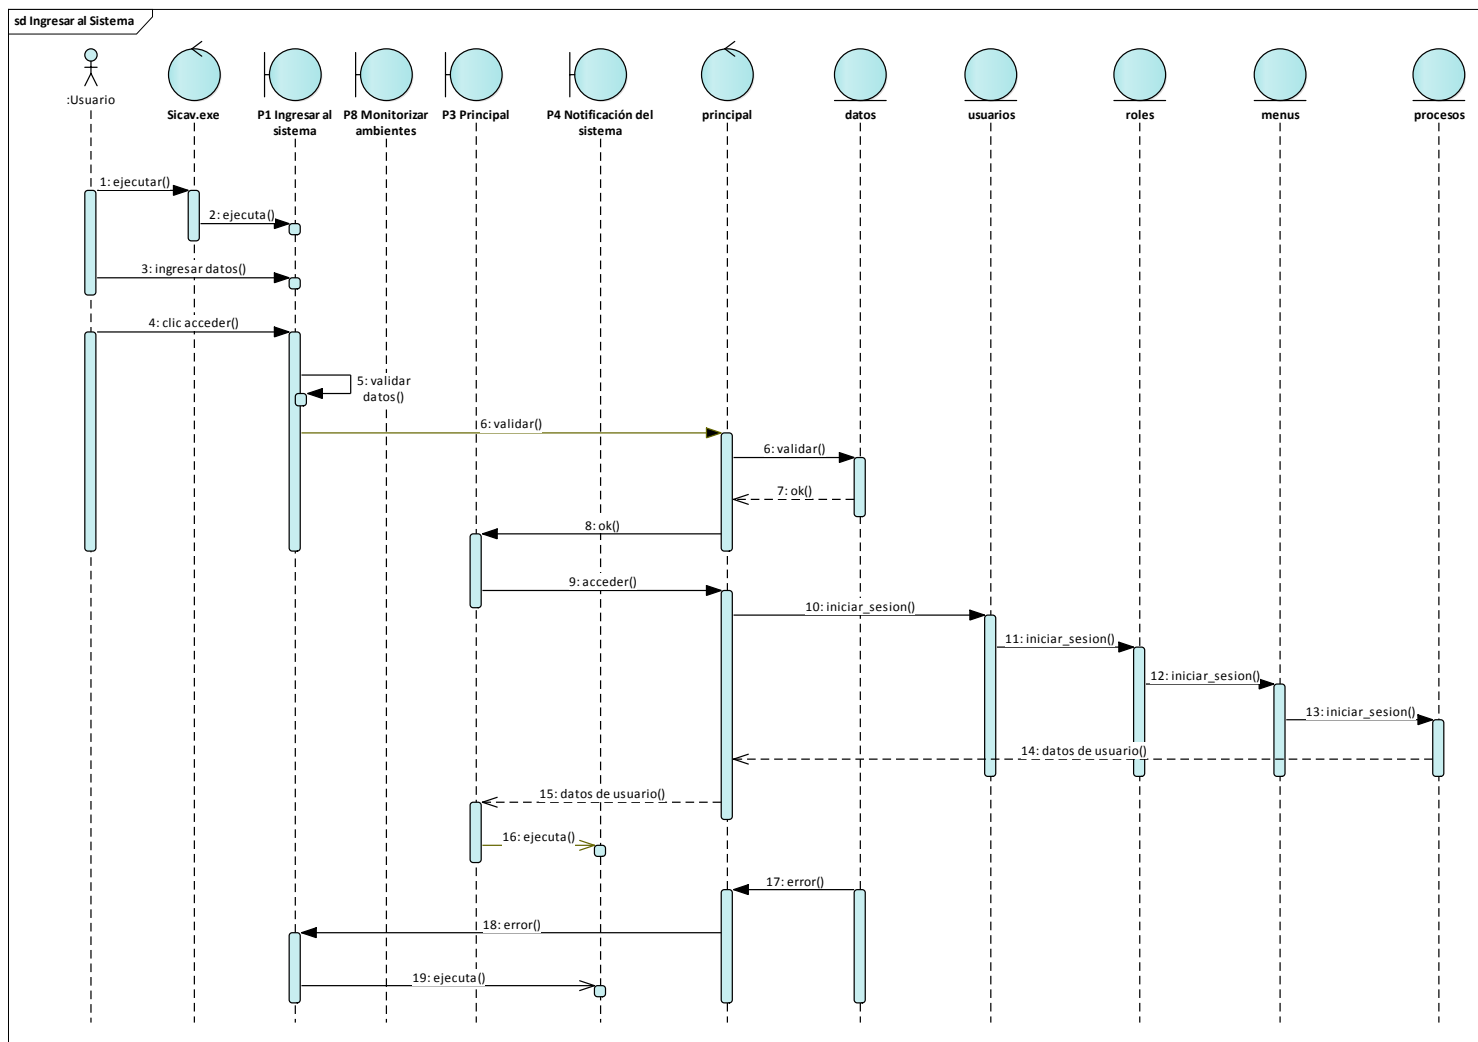 sd Ingresar al Sistema
:Usuario
Sicav.exe
P1 Ingresar al
sistema
P8 Monitorizar
ambientes
P3 Principal
P4 Notificación del
sistema
principal
datos
usuarios
roles
menus
procesos
1: ejecutar()
2: ejecuta()
3: ingresar datos()
4: clic acceder()
5: validar
datos()
6: validar()
6: validar()
7: ok()
8: ok()
9: acceder()
10: iniciar_sesion()
11: iniciar_sesion()
12: iniciar_sesion()
13: iniciar_sesion()
14: datos de usuario()
15: datos de usuario()
16: ejecuta()
17: error()
18: error()
19: ejecuta()